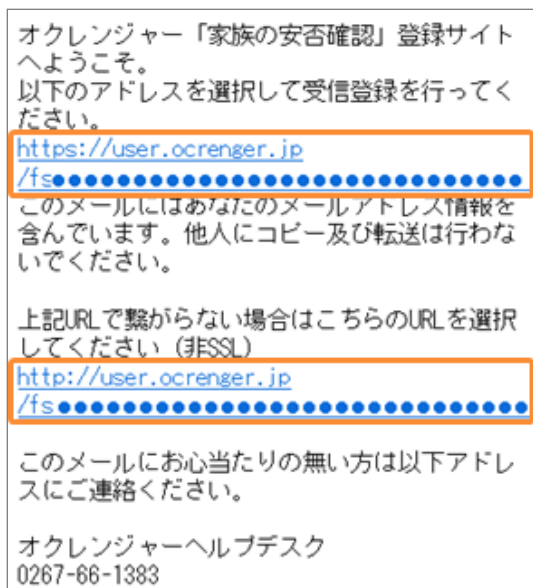 オクレンジャー「家族の安否確認」登録サイト
へようこそ。
以下のアドレスを選択して受信登録を行ってく
ださい。
https://user.ocrenger.jp
/fs●●●●●●●●●●●●●●●●●●●●●●●●●●●●●●
このメールにはあなたのメールアドレス情報を
含んでいます。他人にコピー及び転送は行わな
いでください。
上記URLで繋がらない場合はこちらのURLを選択
してください（非SSL）
http://user.ocrenger.jp
/fs●●●●●●●●●●●●●●●●●●●●●●●●●●●●●●
このメールにお心当たりの無い方は以下アドレ
スにご連絡ください。
オクレンジャーヘルプデスク
0267-66-1383